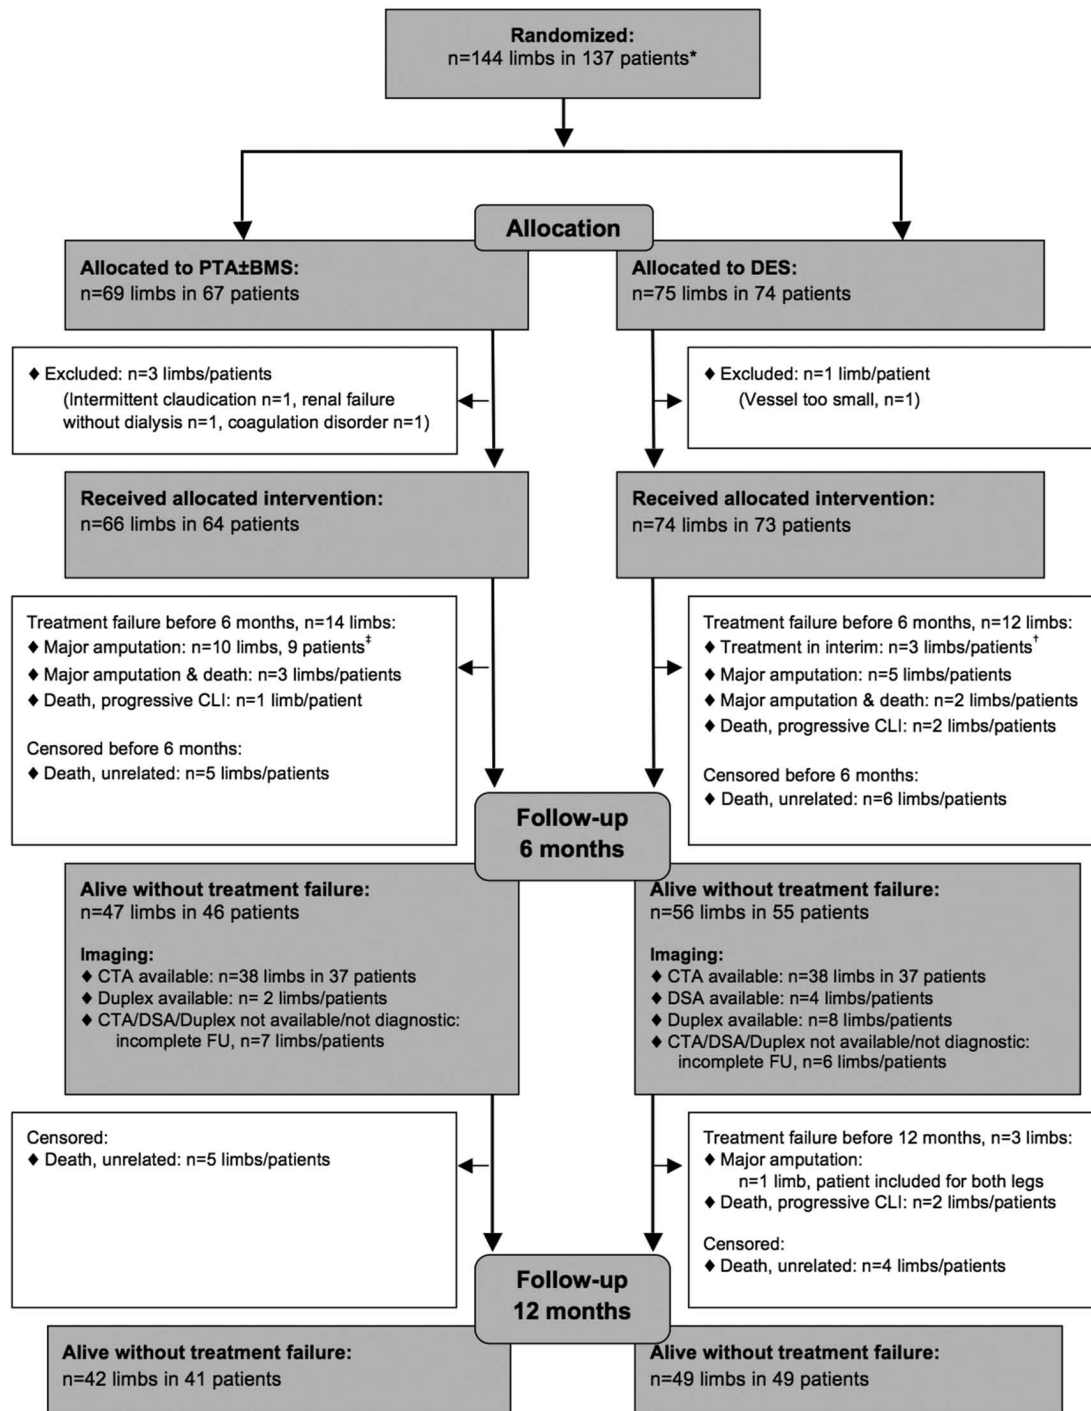 Randomized:
n=144 limbs in 137 patients*
Allocation
Allocated to PTA±BMS:
n=69 limbs in 67 patients
Allocated to DES:
n=75 limbs in 74 patients
♦ Excluded: n=3 limbs/patients
(Intermittent claudication n=1, renal failure
without dialysis n=1, coagulation disorder n=1)
♦ Excluded: n=1 limb/patient
(Vessel too small, n=1)
Received allocated intervention:
n=66 limbs in 64 patients
Received allocated intervention:
n=74 limbs in 73 patients
Treatment failure before 6 months, n=14 limbs:
♦ Major amputation: n=10 limbs, 9 patients‡
♦ Major amputation & death: n=3 limbs/patients
♦ Death, progressive CLI: n=1 limb/patient
Censored before 6 months:
♦ Death, unrelated: n=5 limbs/patients
Treatment failure before 6 months, n=12 limbs:
♦ Treatment in interim: n=3 limbs/patients†
♦ Major amputation: n=5 limbs/patients
♦ Major amputation & death: n=2 limbs/patients
♦ Death, progressive CLI: n=2 limbs/patients
Censored before 6 months:
♦ Death, unrelated: n=6 limbs/patients
Follow-up
6 months
Alive without treatment failure:
n=47 limbs in 46 patients
Imaging:
♦ CTA available: n=38 limbs in 37 patients
♦ Duplex available: n= 2 limbs/patients
♦ CTA/DSA/Duplex not available/not diagnostic:
incomplete FU, n=7 limbs/patients
Alive without treatment failure:
n=56 limbs in 55 patients
Imaging:
♦ CTA available: n=38 limbs in 37 patients
♦ DSA available: n=4 limbs/patients
♦ Duplex available: n=8 limbs/patients
♦ CTA/DSA/Duplex not available/not diagnostic:
incomplete FU, n=6 limbs/patients
Censored:
♦ Death, unrelated: n=5 limbs/patients
Treatment failure before 12 months, n=3 limbs:
♦ Major amputation:
n=1 limb, patient included for both legs
♦ Death, progressive CLI: n=2 limbs/patients
Censored:
♦ Death, unrelated: n=4 limbs/patients
Follow-up
12 months
Alive without treatment failure:
n=42 limbs in 41 patients
Alive without treatment failure:
n=49 limbs in 49 patients